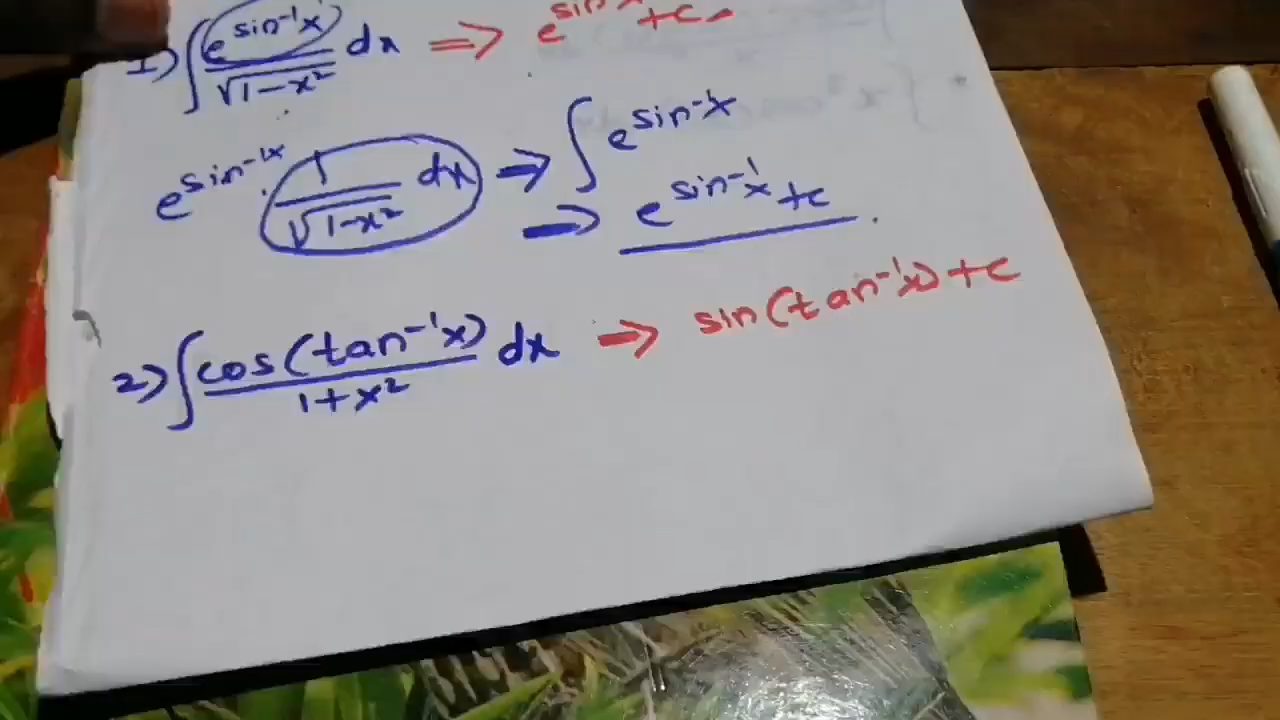 1) ∫ e^sin⁻¹x / √1-x² dx ⇒ e^sin⁻¹x +c.
e^sin⁻¹x . 1 / √1-x² dx ⇒ ∫ e^sin⁻¹x
⇒ e^sin⁻¹x +c .
2) ∫ cos(tan⁻¹x) / 1+x² dx ⇒ sin(tan⁻¹x)+c